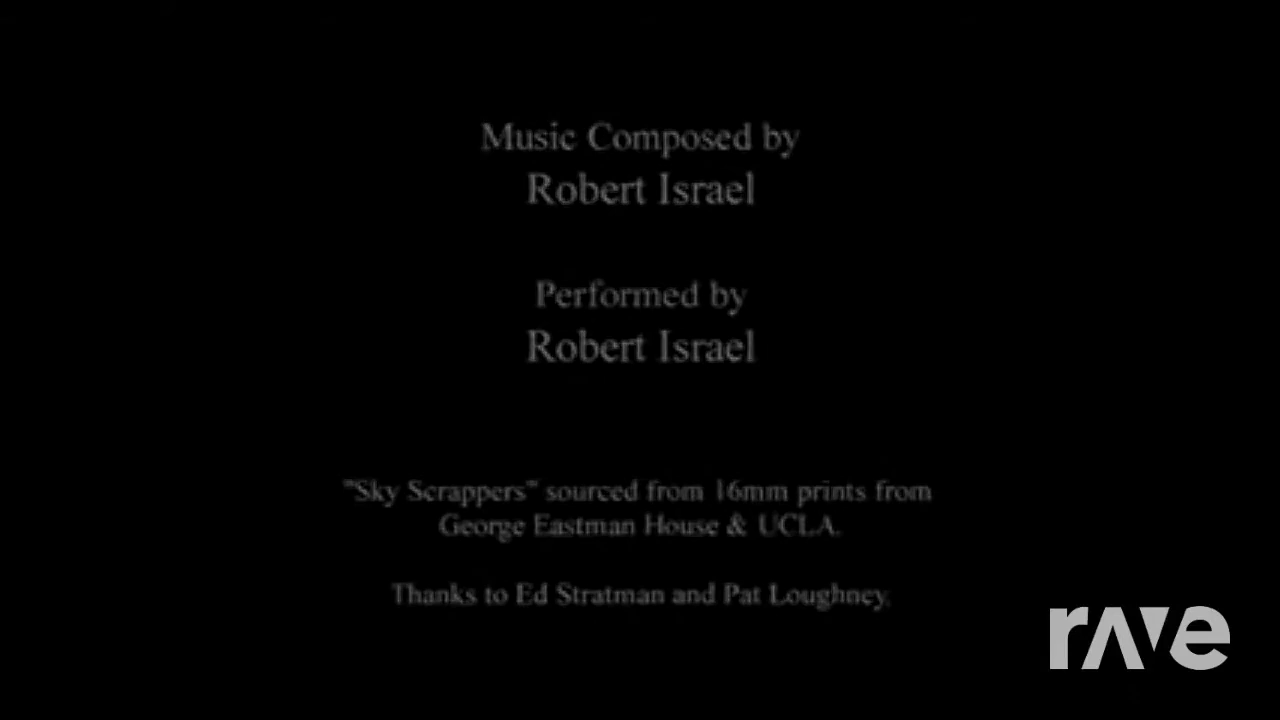 Music Composed by
Robert Israel
Performed by
Robert Israel
"Sky Scrappers" sourced from 16mm prints from
George Eastman House & UCLA.
Thanks to Ed Stratman and Pat Loughney.
rave